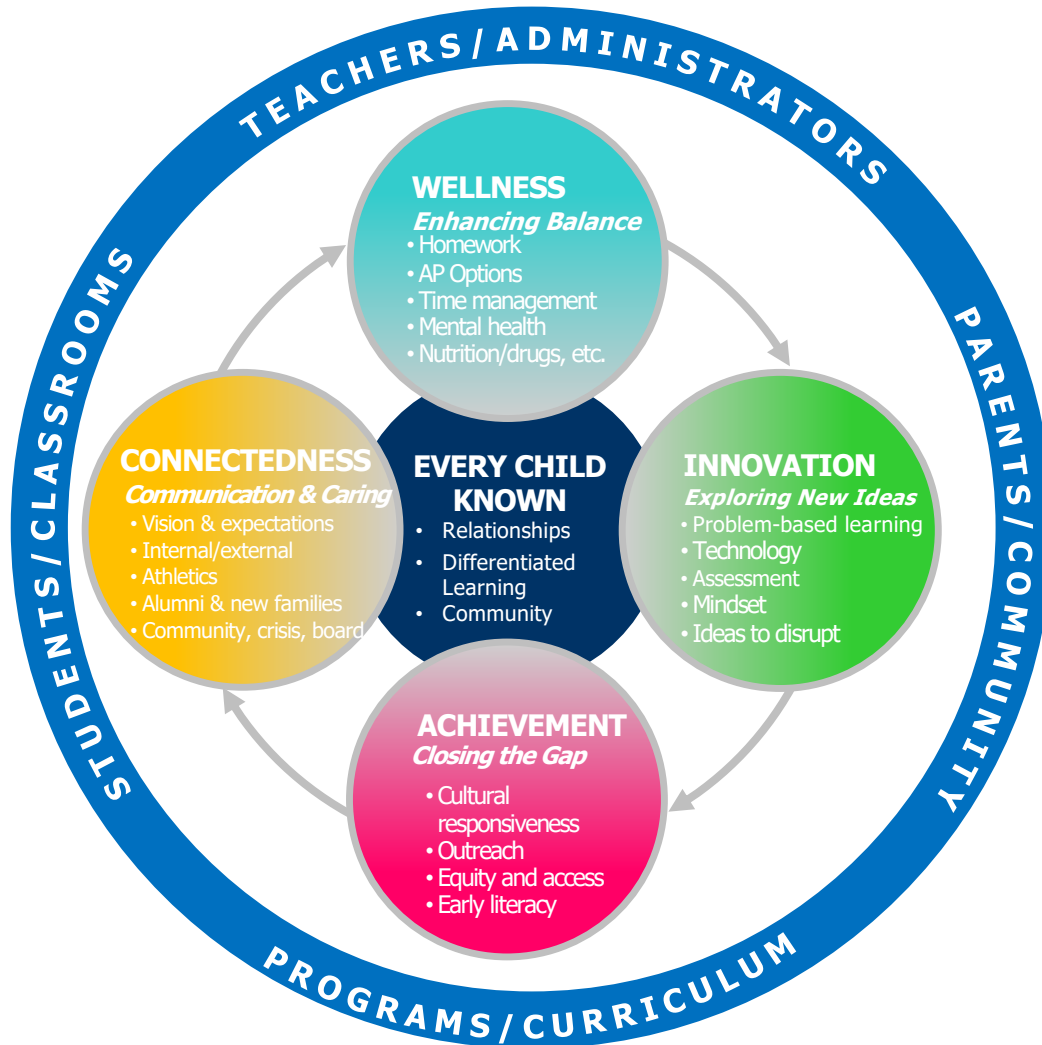 TEACHERS/ADMINISTRATORS
WELLNESS
Enhancing Balance
• Homework
• AP Options
• Time management
• Mental health
• Nutrition/drugs, etc.
STUDENTS/CLASSROOMS
CONNECTEDNESS
Communication & Caring
• Vision & expectations
• Internal/external
• Athletics
• Alumni & new families
• Community, crisis, board
EVERY CHILD
KNOWN
• Relationships
• Differentiated
Learning
• Community
INNOVATION
Exploring New Ideas
• Problem-based learning
• Technology
• Assessment
• Mindset
• Ideas to disrupt
PARENTS/COMMUNITY
ACHIEVEMENT
Closing the Gap
• Cultural
responsiveness
• Outreach
• Equity and access
• Early literacy
PROGRAMS/CURRICULUM